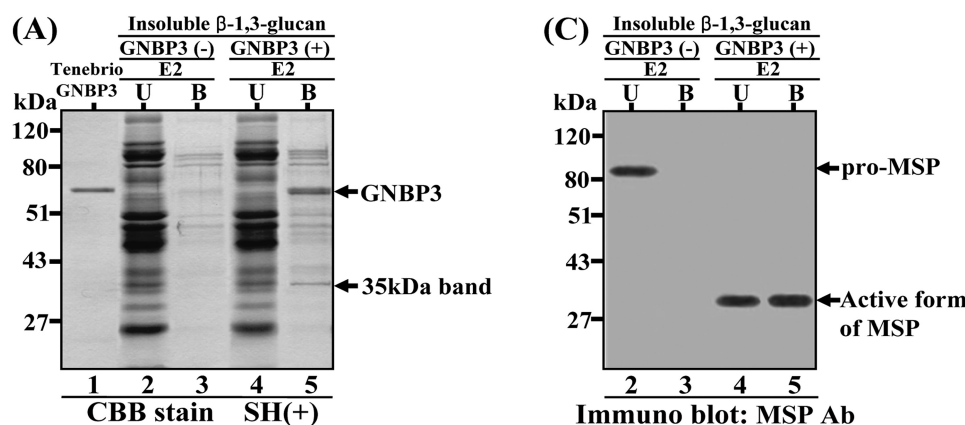 (A)
Insoluble β-1,3-glucan
GNBP3 (-) GNBP3 (+)
Tenebrio
GNBP3
E2 E2
U B U B
kDa
120
80
51
43
27
GNBP3
35kDa band
1 2 3 4 5
CBB stain SH(+)
(C)
Insoluble β-1,3-glucan
GNBP3 (-) GNBP3 (+)
E2 E2
U B U B
kDa
120
80
51
43
27
pro-MSP
Active form
of MSP
2 3 4 5
Immuno blot: MSP Ab